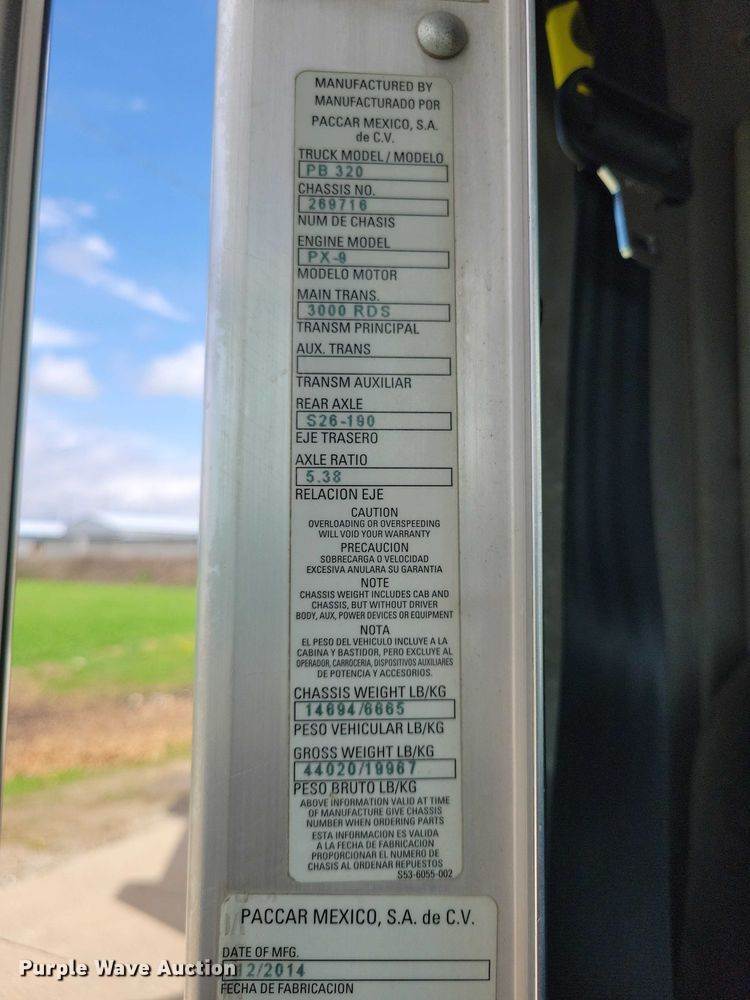 MANUFACTURED BY
MANUFACTURADO POR
PACCAR MEXICO, S.A.
de C.V.
TRUCK MODEL / MODELO
PB 320
CHASSIS NO.
269716
NUM DE CHASIS
ENGINE MODEL
PX-9
MODELO MOTOR
MAIN TRANS.
3000 RDS
TRANSM PRINCIPAL
AUX. TRANS
TRANSM AUXILIAR
REAR AXLE
S26-190
EJE TRASERO
AXLE RATIO
5.38
RELACION EJE
CAUTION
OVERLOADING OR OVERSPEEDING
WILL VOID YOUR WARRANTY
PRECAUCION
SOBRECARGA O VELOCIDAD
EXCESIVA ANULARA SU GARANTIA
NOTE
CHASSIS WEIGHT INCLUDES CAB AND
CHASSIS, BUT WITHOUT DRIVER
BODY, AUX, POWER DEVICES OR EQUIPMENT
NOTA
EL PESO DEL VEHICULO INCLUYE A LA
CABINA Y BASTIDOR, PERO EXCLUYE AL
OPERADOR, CARROCERIA, DISPOSITIVOS AUXILIARES
DE POTENCIA Y ACCESORIOS.
CHASSIS WEIGHT LB/KG
14694/6665
PESO VEHICULAR LB/KG
GROSS WEIGHT LB/KG
44020/19967
PESO BRUTO LB/KG
ABOVE INFORMATION VALID AT TIME
OF MANUFACTURE GIVE CHASSIS
NUMBER WHEN ORDERING PARTS
ESTA INFORMACION ES VALIDA
A LA FECHA DE FABRICACION
PROPORCIONAR EL NUMERO DE
CHASIS AL ORDENAR REPUESTOS
S53-6055-002
PACCAR MEXICO, S.A. de C.V.
DATE OF MFG.
12/2014
FECHA DE FABRICACION
Purple Wave Auction